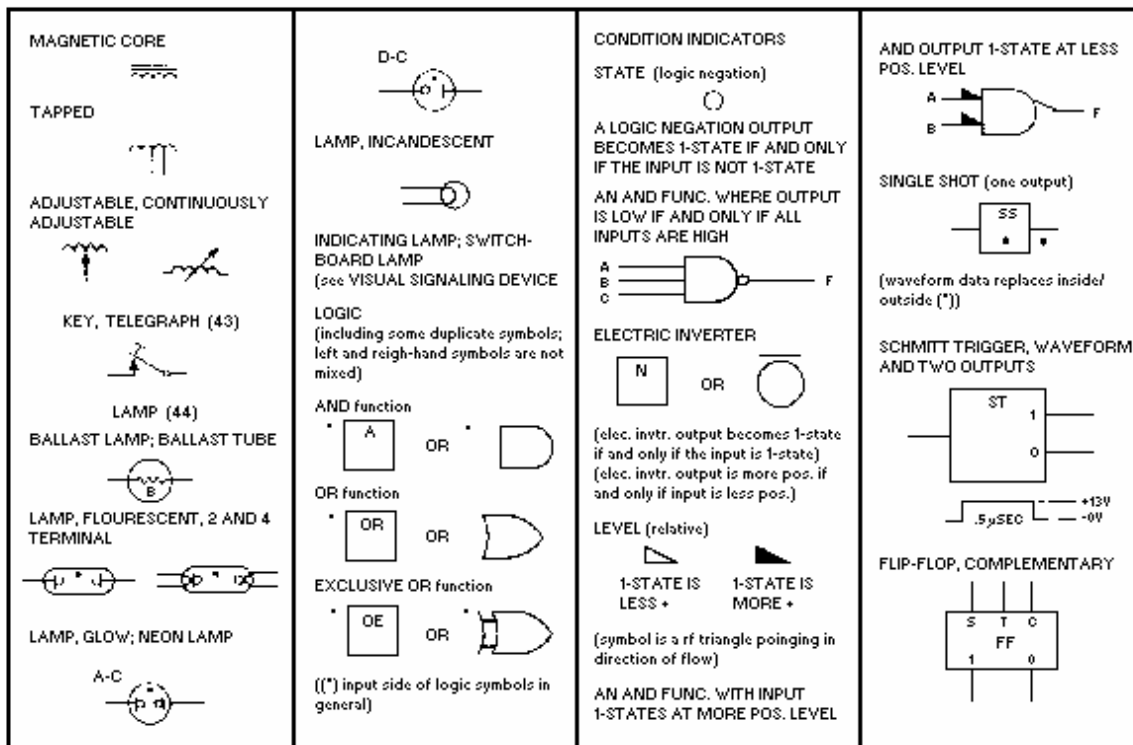 MAGNETIC CORE
TAPPED
ADJUSTABLE, CONTINUOUSLY
ADJUSTABLE
KEY, TELEGRAPH (43)
LAMP (44)
BALLAST LAMP; BALLAST TUBE
B
LAMP, FLOURESCENT, 2 AND 4
TERMINAL
LAMP, GLOW; NEON LAMP
A-C
D-C
LAMP, INCANDESCENT
INDICATING LAMP; SWITCH-
BOARD LAMP
(see VISUAL SIGNALING DEVICE
LOGIC
(including some duplicate symbols;
left and reigh-hand symbols are not
mixed)
AND function
* A OR *
OR function
* OR OR
EXCLUSIVE OR function
* OE OR *
((*) input side of logic symbols in
general)
CONDITION INDICATORS
STATE (logic negation)
A LOGIC NEGATION OUTPUT
BECOMES 1-STATE IF AND ONLY
IF THE INPUT IS NOT 1-STATE
AN AND FUNC. WHERE OUTPUT
IS LOW IF AND ONLY IF ALL
INPUTS ARE HIGH
A
B F
C
ELECTRIC INVERTER
N OR
(elec. invtr. output becomes 1-state
if and only if the input is 1-state)
(elec. invtr. output is more pos. if
and only if input is less pos.)
LEVEL (relative)
1-STATE IS 1-STATE IS
LESS + MORE +
(symbol is a rf triangle poinging in
direction of flow)
AN AND FUNC. WITH INPUT
1-STATES AT MORE POS. LEVEL
AND OUTPUT 1-STATE AT LESS
POS. LEVEL
A F
B
SINGLE SHOT (one output)
SS
* *
(waveform data replaces inside/
outside (*))
SCHMITT TRIGGER, WAVEFORM
AND TWO OUTPUTS
ST
1
0
+13V
.5µSEC -0V
FLIP-FLOP, COMPLEMENTARY
S T C
FF
1 0